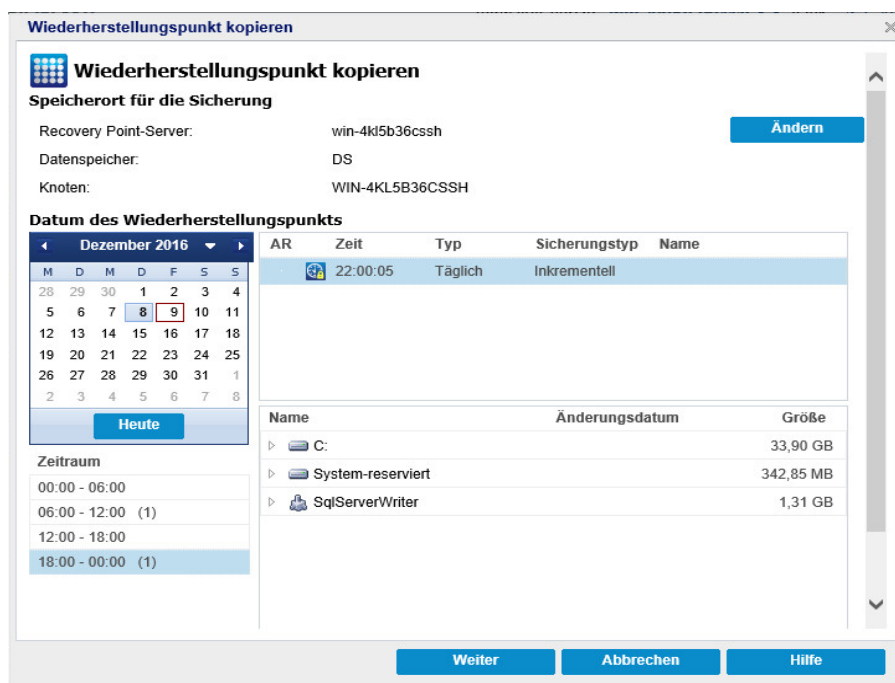 Wiederherstellungspunkt kopieren
Wiederherstellungspunkt kopieren
Speicherort für die Sicherung
Recovery Point-Server: win-4kl5b36cssh Ändern
Datenspeicher: DS
Knoten: WIN-4KL5B36CSSH
Datum des Wiederherstellungspunkts
Dezember 2016
M D M D F S S
28 29 30 1 2 3 4
5 6 7 8 9 10 11
12 13 14 15 16 17 18
19 20 21 22 23 24 25
26 27 28 29 30 31 1
2 3 4 5 6 7 8
Heute
Zeitraum
00:00 - 06:00
06:00 - 12:00 (1)
12:00 - 18:00
18:00 - 00:00 (1)
AR Zeit Typ Sicherungstyp Name
22:00:05 Täglich Inkrementell
Name Änderungsdatum Größe
C: 33,90 GB
System-reserviert 342,85 MB
SqlServerWriter 1,31 GB
Weiter Abbrechen Hilfe